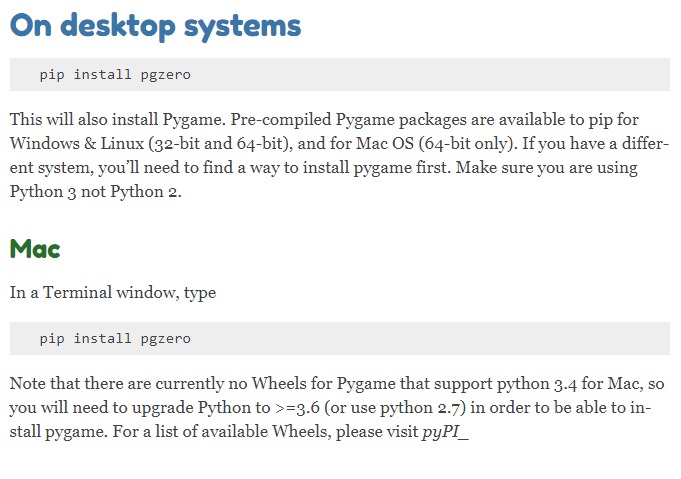 On desktop systems
pip install pgzero
This will also install Pygame. Pre-compiled Pygame packages are available to pip for
Windows & Linux (32-bit and 64-bit), and for Mac OS (64-bit only). If you have a differ-
ent system, you’ll need to find a way to install pygame first. Make sure you are using
Python 3 not Python 2.
Mac
In a Terminal window, type
pip install pgzero
Note that there are currently no Wheels for Pygame that support python 3.4 for Mac, so
you will need to upgrade Python to >=3.6 (or use python 2.7) in order to be able to in-
stall pygame. For a list of available Wheels, please visit pyPI_